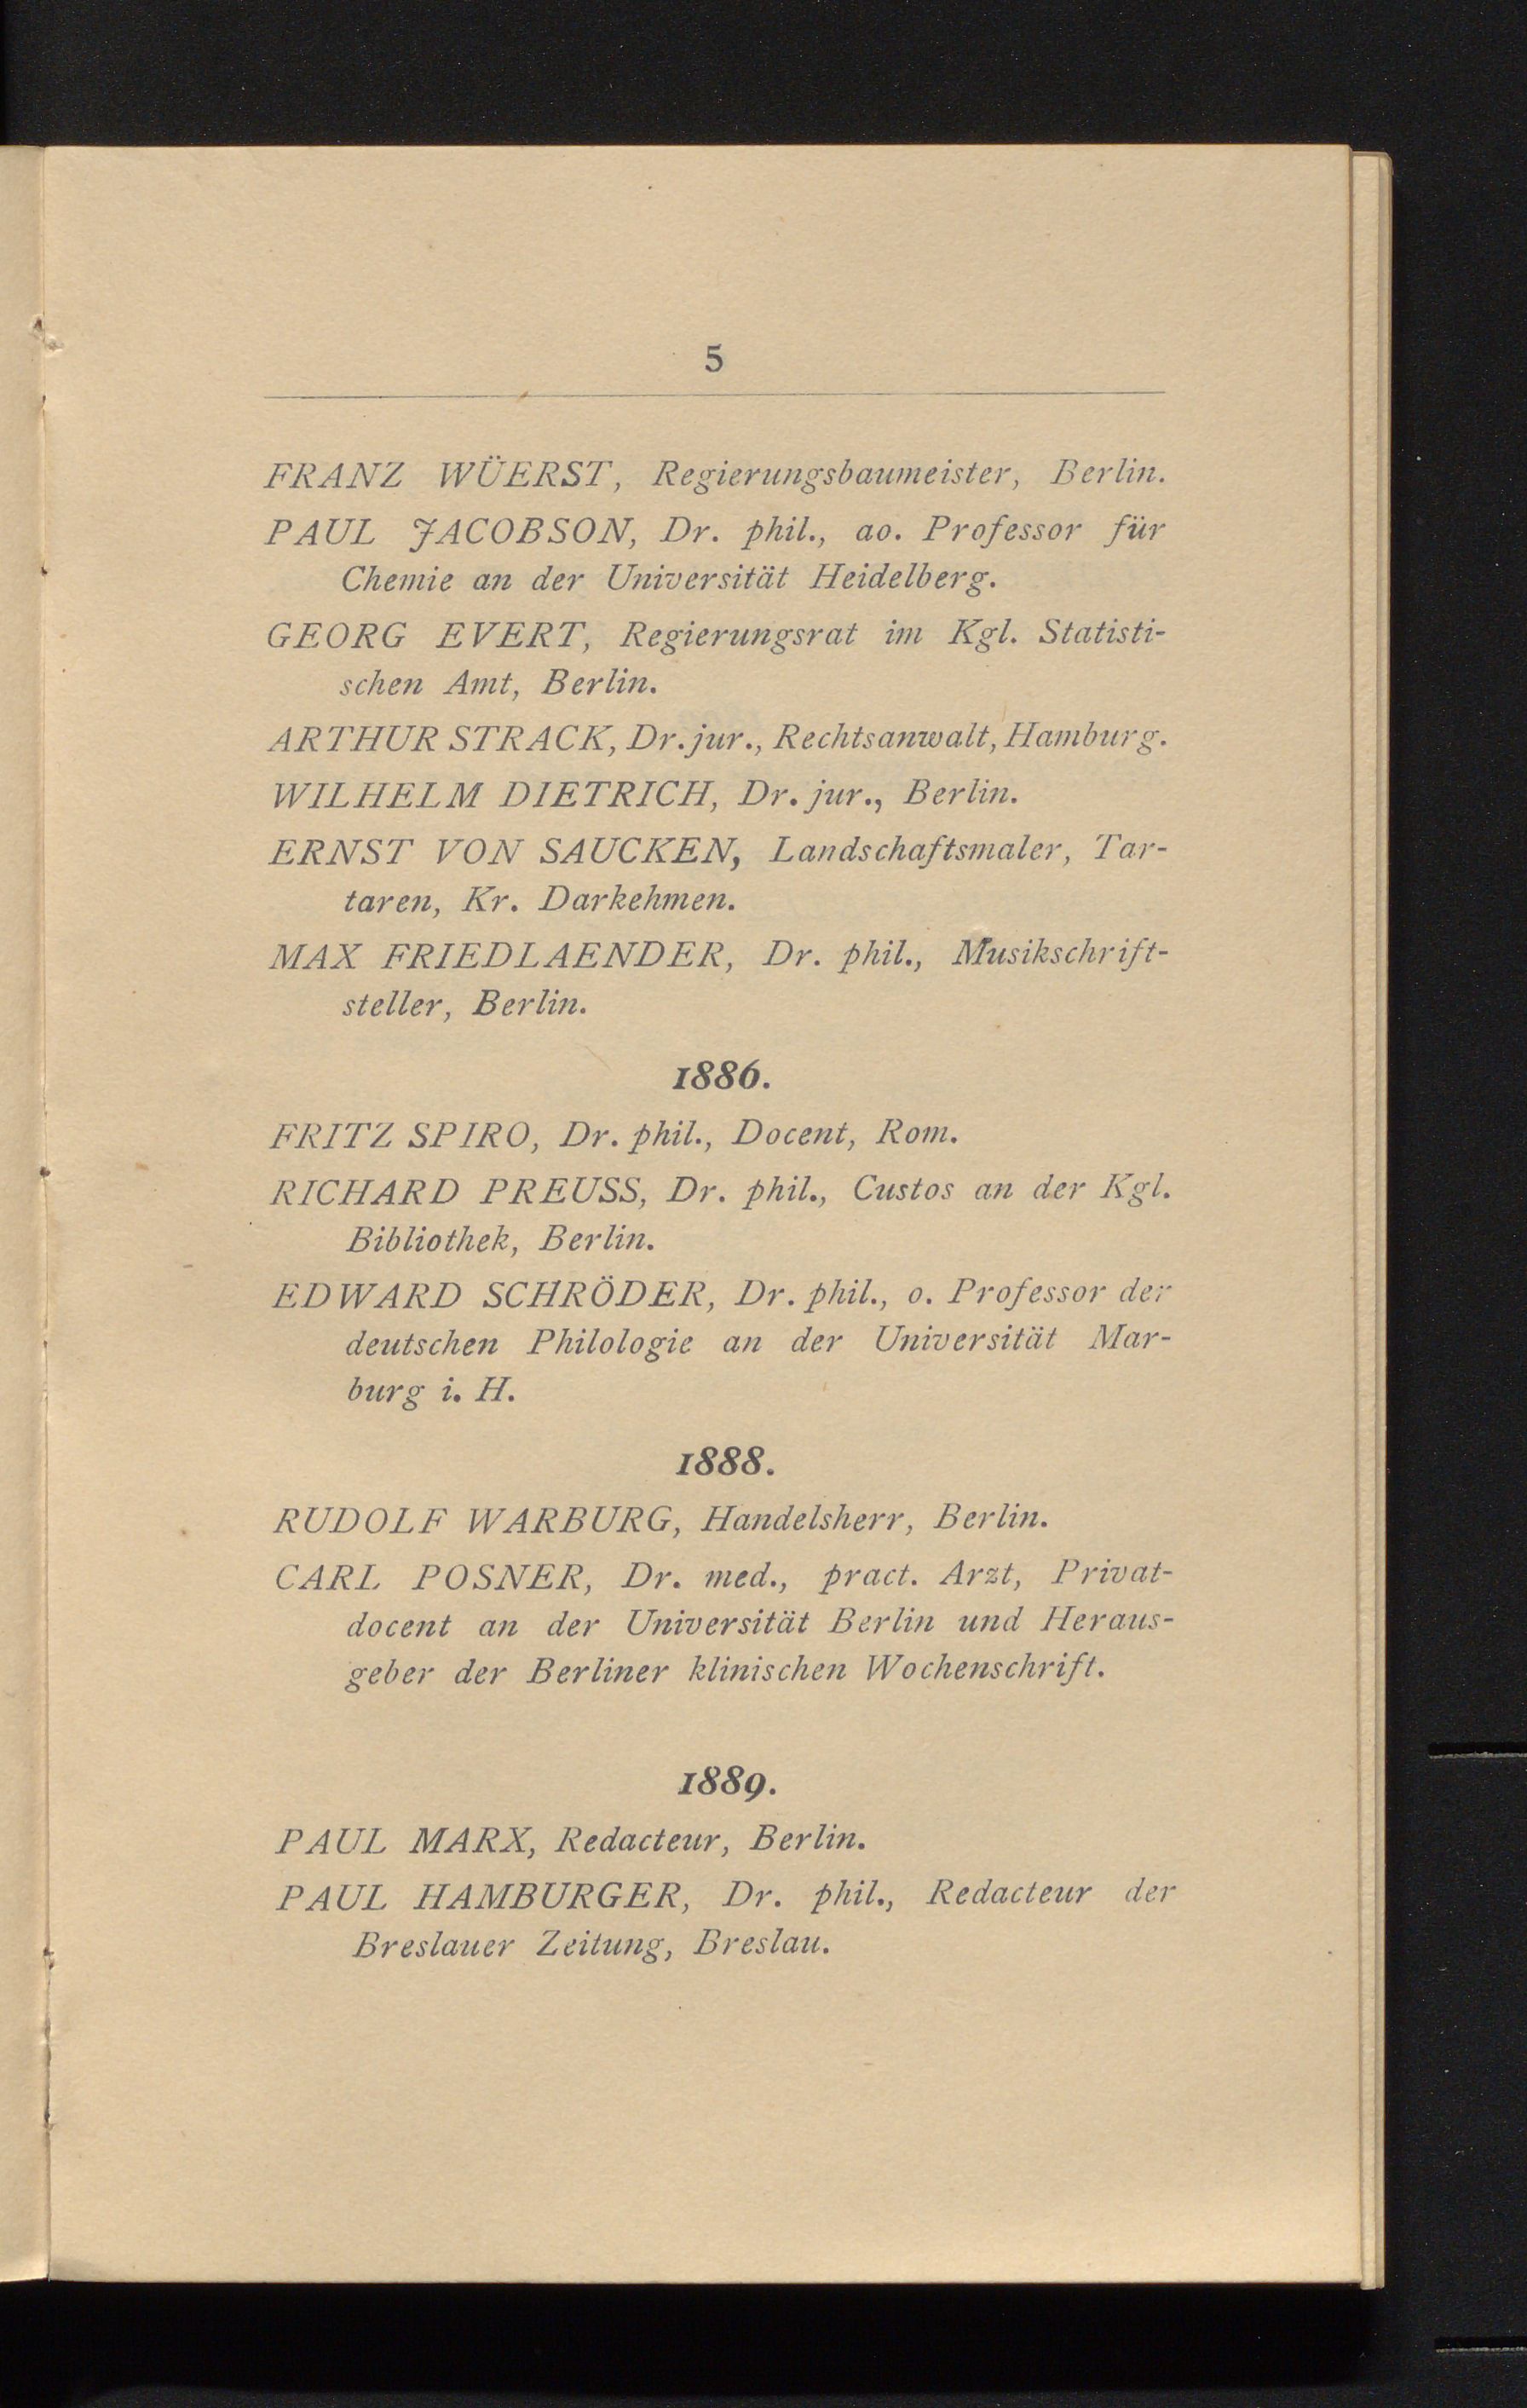 5
FRANZ WÜERST, Regierungsbaumeister, Berlin.
PAUL JACOBSON, Dr. phil., ao. Professor für
Chemie an der Universität Heidelberg.
GEORG EVERT, Regierungsrat im Kgl. Statisti-
schen Amt, Berlin.
ARTHUR STRACK, Dr. jur., Rechtsanwalt, Hamburg.
WILHELM DIETRICH, Dr. jur., Berlin.
ERNST VON SAUCKEN, Landschaftsmaler, Tar-
taren, Kr. Darkehmen.
MAX FRIEDLAENDER, Dr. phil., Musikschrift-
steller, Berlin.
1886.
FRITZ SPIRO, Dr. phil., Docent, Rom.
RICHARD PREUSS, Dr. phil., Custos an der Kgl.
Bibliothek, Berlin.
EDWARD SCHRÖDER, Dr. phil., o. Professor der
deutschen Philologie an der Universität Mar-
burg i. H.
1888.
RUDOLF WARBURG, Handelsherr, Berlin.
CARL POSNER, Dr. med., pract. Arzt, Privat-
docent an der Universität Berlin und Heraus-
geber der Berliner klinischen Wochenschrift.
1889.
PAUL MARX, Redacteur, Berlin.
PAUL HAMBURGER, Dr. phil., Redacteur der
Breslauer Zeitung, Breslau.